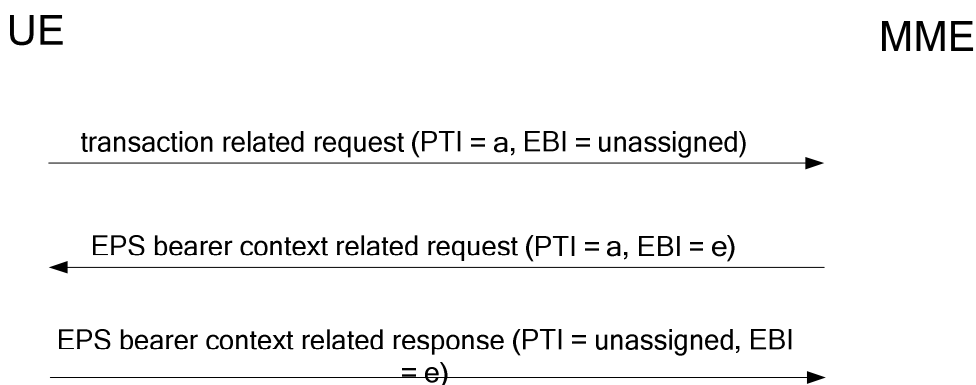 UE
MME
transaction related request (PTI = a, EBI = unassigned)
EPS bearer context related request (PTI = a, EBI = e)
EPS bearer context related response (PTI = unassigned, EBI
= e)